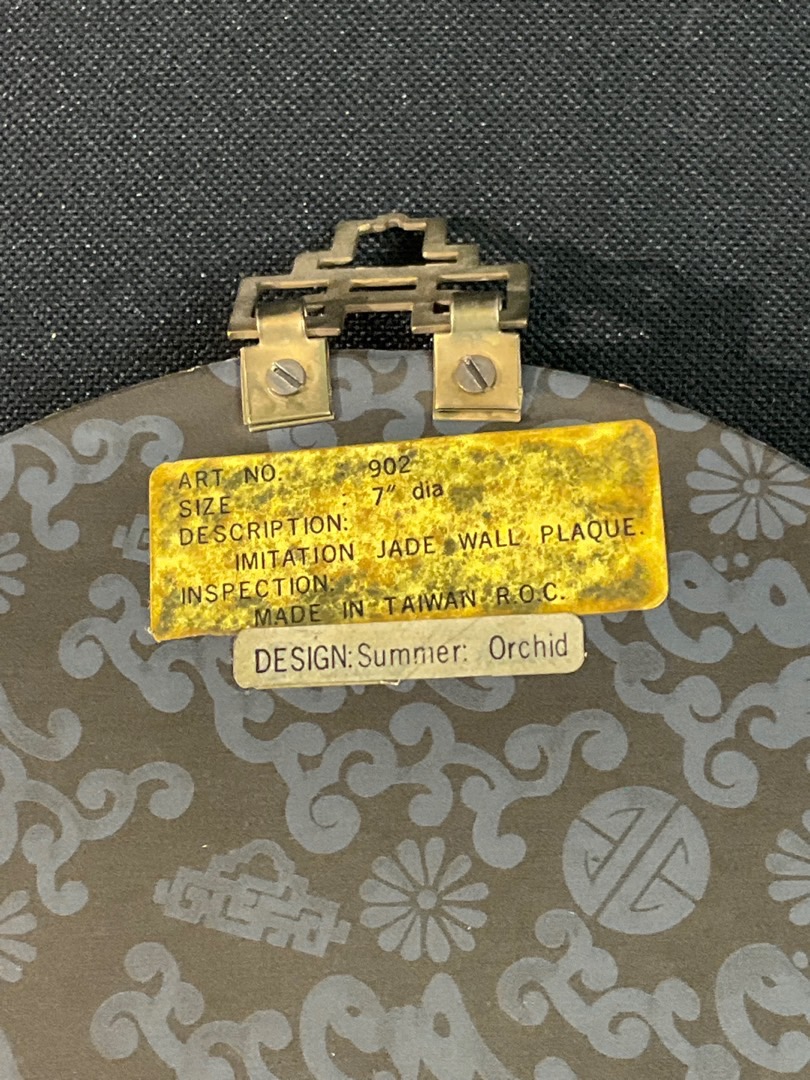 ART NO. 902
SIZE : 7" dia
DESCRIPTION:
IMITATION JADE WALL PLAQUE.
INSPECTION.
MADE IN TAIWAN R.O.C.
DESIGN: Summer: Orchid